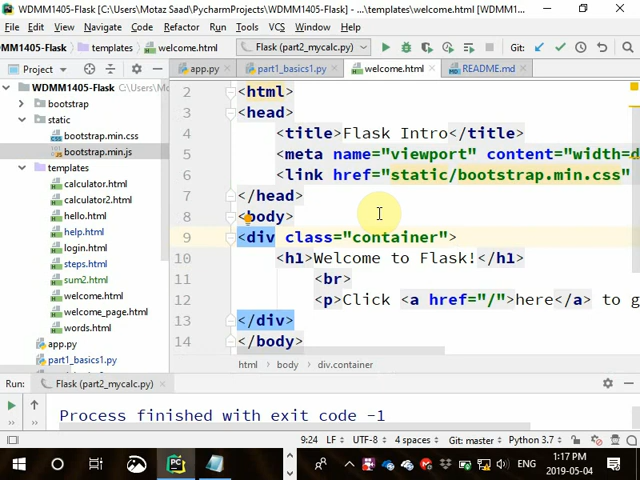 WDMM1405-Flask [C:\Users\Motaz Saad\PycharmProjects\WDMM1405-Flask] - ...\templates\welcome.html [WDMM1...
File Edit View Navigate Code Refactor Run Tools VCS Window Help
MM1405-Flask templates welcome.html Flask (part2_mycalc.py) Git:
Project app.py part1_basics1.py welcome.html README.md
WDMM1405-Flask C:\Users\Mota
bootstrap
static
bootstrap.min.css
bootstrap.min.js
templates
calculator.html
calculator2.html
hello.html
help.html
login.html
steps.html
sum2.html
welcome.html
welcome_page.html
words.html
app.py
part1_basics1.py
2 <html>
3 <head>
4 <title>Flask Intro</title>
5 <meta name="viewport" content="width=d
6 <link href="static/bootstrap.min.css"
7 </head>
8 <body>
9 <div class="container">
10 <h1>Welcome to Flask!</h1>
11 <br>
12 <p>Click <a href="/">here</a> to g
13 </div>
14 </body>
html body div.container
Run: Flask (part2_mycalc.py)
Process finished with exit code -1
9:24 LF UTF-8 4 spaces Git: master Python 3.7
ENG 1:17 PM
2019-05-04